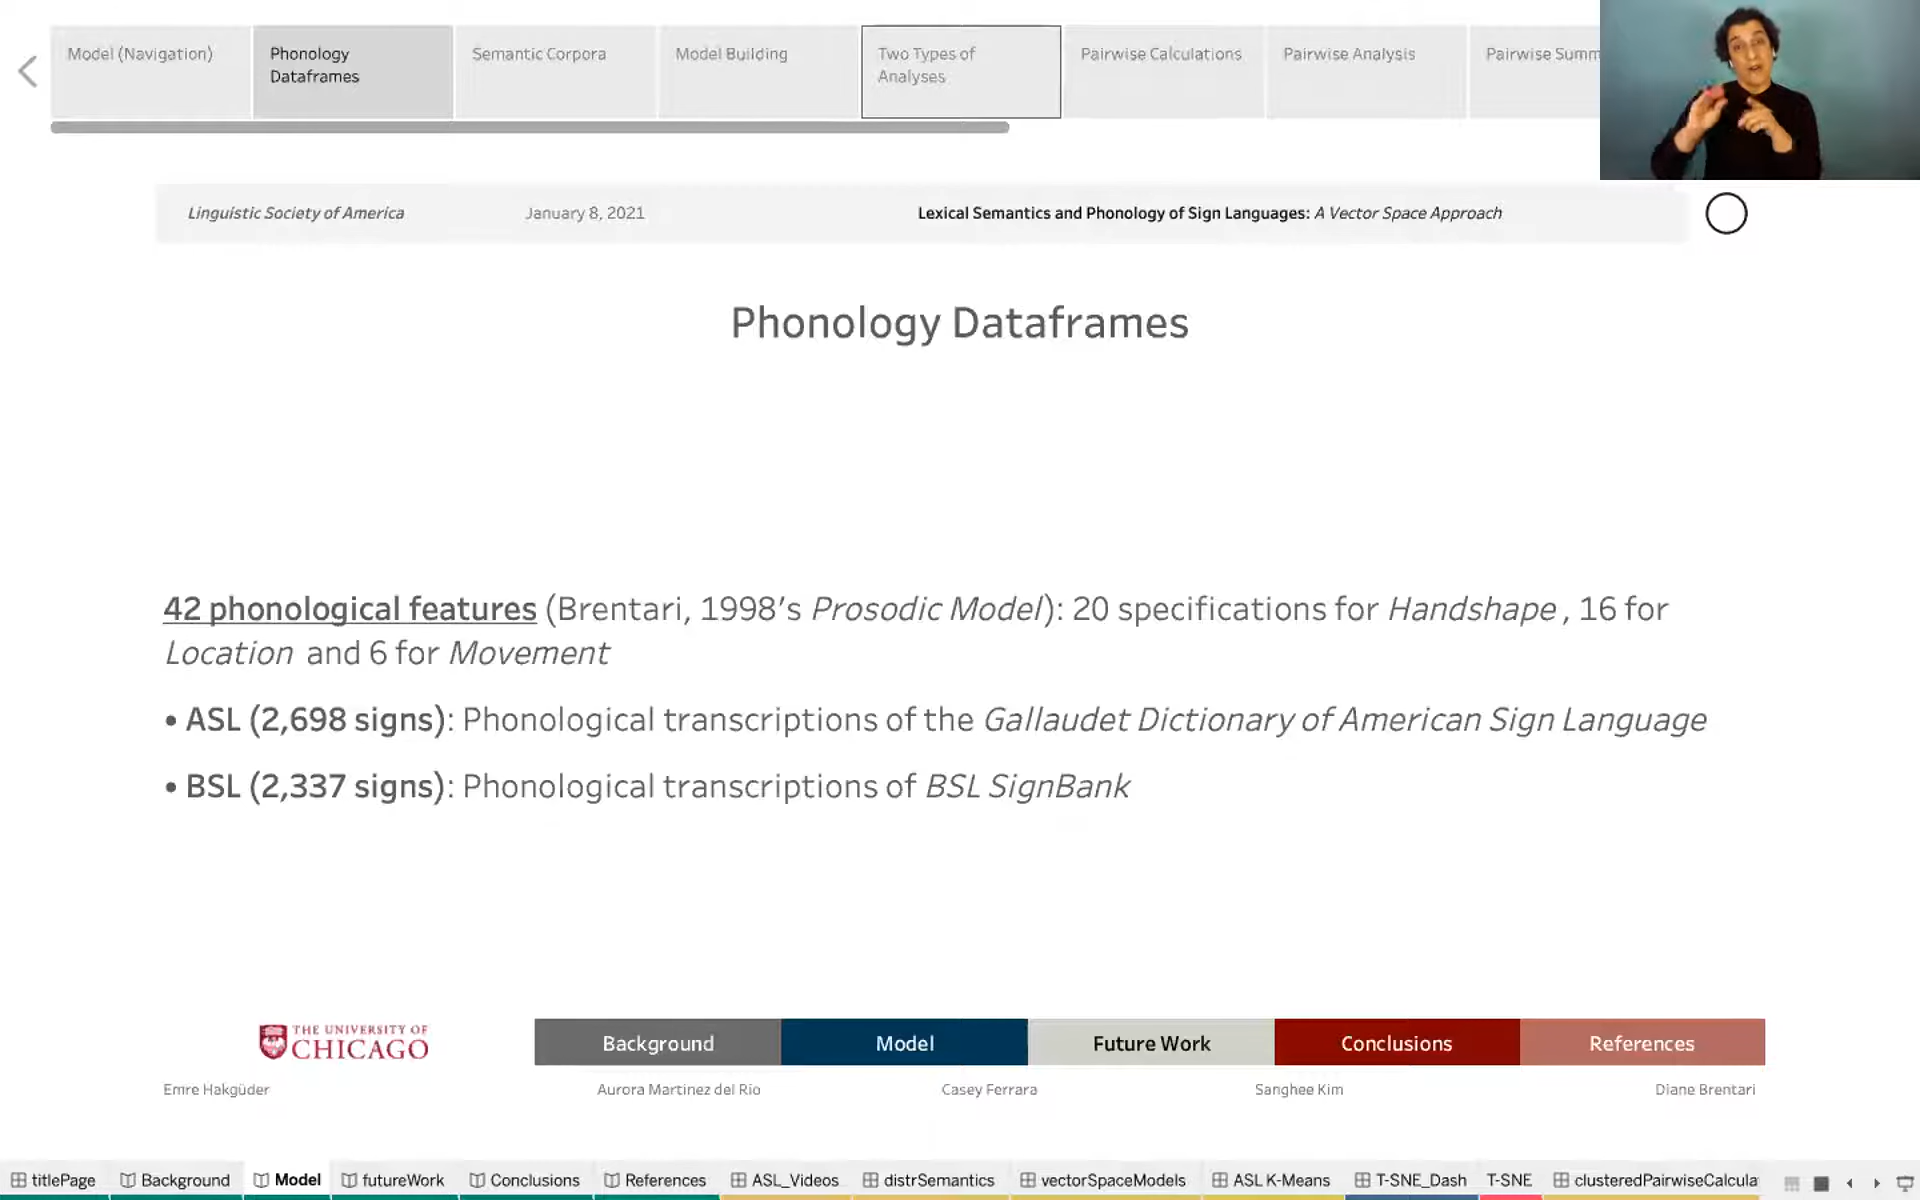 Model (Navigation)
Phonology
Dataframes
Semantic Corpora
Model Building
Two Types of
Analyses
Pairwise Calculations
Pairwise Analysis
Pairwise Summ
Linguistic Society of America
January 8, 2021
Lexical Semantics and Phonology of Sign Languages: A Vector Space Approach
Phonology Dataframes
42 phonological features (Brentari, 1998's Prosodic Model): 20 specifications for Handshape , 16 for
Location and 6 for Movement
• ASL (2,698 signs): Phonological transcriptions of the Gallaudet Dictionary of American Sign Language
• BSL (2,337 signs): Phonological transcriptions of BSL SignBank
THE UNIVERSITY OF
CHICAGO
Background
Model
Future Work
Conclusions
References
Emre Hakgüder
Aurora Martinez del Rio
Casey Ferrara
Sanghee Kim
Diane Brentari
titlePage
Background
Model
futureWork
Conclusions
References
ASL_Videos
distrSemantics
vectorSpaceModels
ASL K-Means
T-SNE_Dash
T-SNE
clusteredPairwiseCalcula